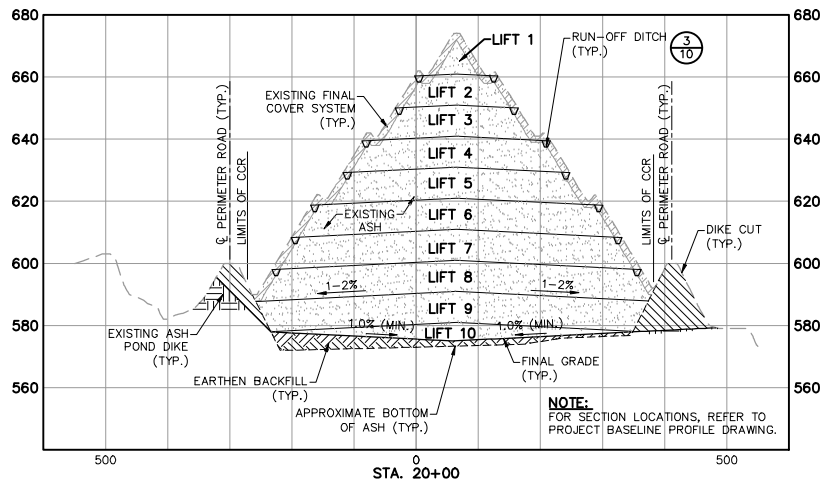 680
680
660
660
640
640
620
620
600
600
580
580
560
560
LIFT 1
RUN-OFF DITCH
(TYP.)
3
10
EXISTING FINAL
COVER SYSTEM
(TYP.)
LIFT 2
LIFT 3
LIFT 4
LIFT 5
LIFT 6
LIFT 7
LIFT 8
LIFT 9
LIFT 10
℄ PERIMETER ROAD (TYP.)
LIMITS OF CCR
EXISTING
ASH
LIMITS OF CCR
℄ PERIMETER ROAD (TYP.)
DIKE CUT
(TYP.)
1-2%
1-2%
1.0% (MIN.)
1.0% (MIN.)
EXISTING ASH
POND DIKE
(TYP.)
EARTHEN BACKFILL
(TYP.)
APPROXIMATE BOTTOM
OF ASH (TYP.)
FINAL GRADE
(TYP.)
NOTE:
FOR SECTION LOCATIONS, REFER TO
PROJECT BASELINE PROFILE DRAWING.
500
0
500
STA. 20+00